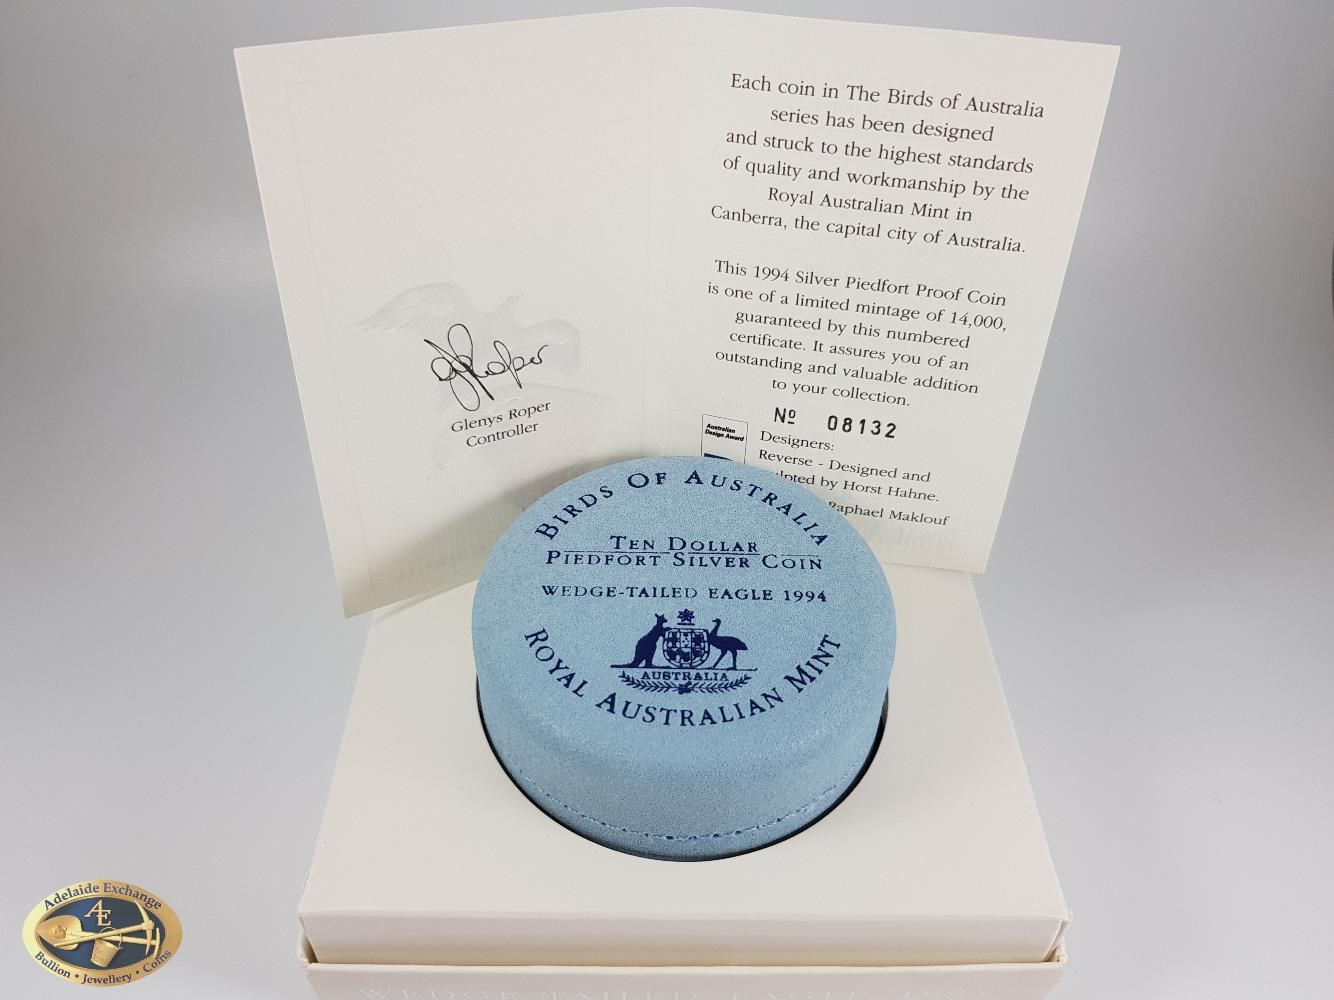 Each coin in The Birds of Australia
series has been designed
and struck to the highest standards
of quality and workmanship by the
Royal Australian Mint in
Canberra, the capital city of Australia.
This 1994 Silver Piedfort Proof Coin
is one of a limited mintage of 14,000,
guaranteed by this numbered
certificate. It assures you of an
outstanding and valuable addition
to your collection.
Nº 08132
Australian
Design Award
Designers:
Reverse - Designed and
by Horst Hahne.
Raphael Maklouf
Glenys Roper
Controller
BIRDS OF AUSTRALIA
TEN DOLLAR
PIEDFORT SILVER COIN
WEDGE-TAILED EAGLE 1994
AUSTRALIA
ROYAL AUSTRALIAN MINT
WEDGE-TAILED EAGLE 1994
Adelaide Exchange
AE
Bullion • Jewellery • Coins